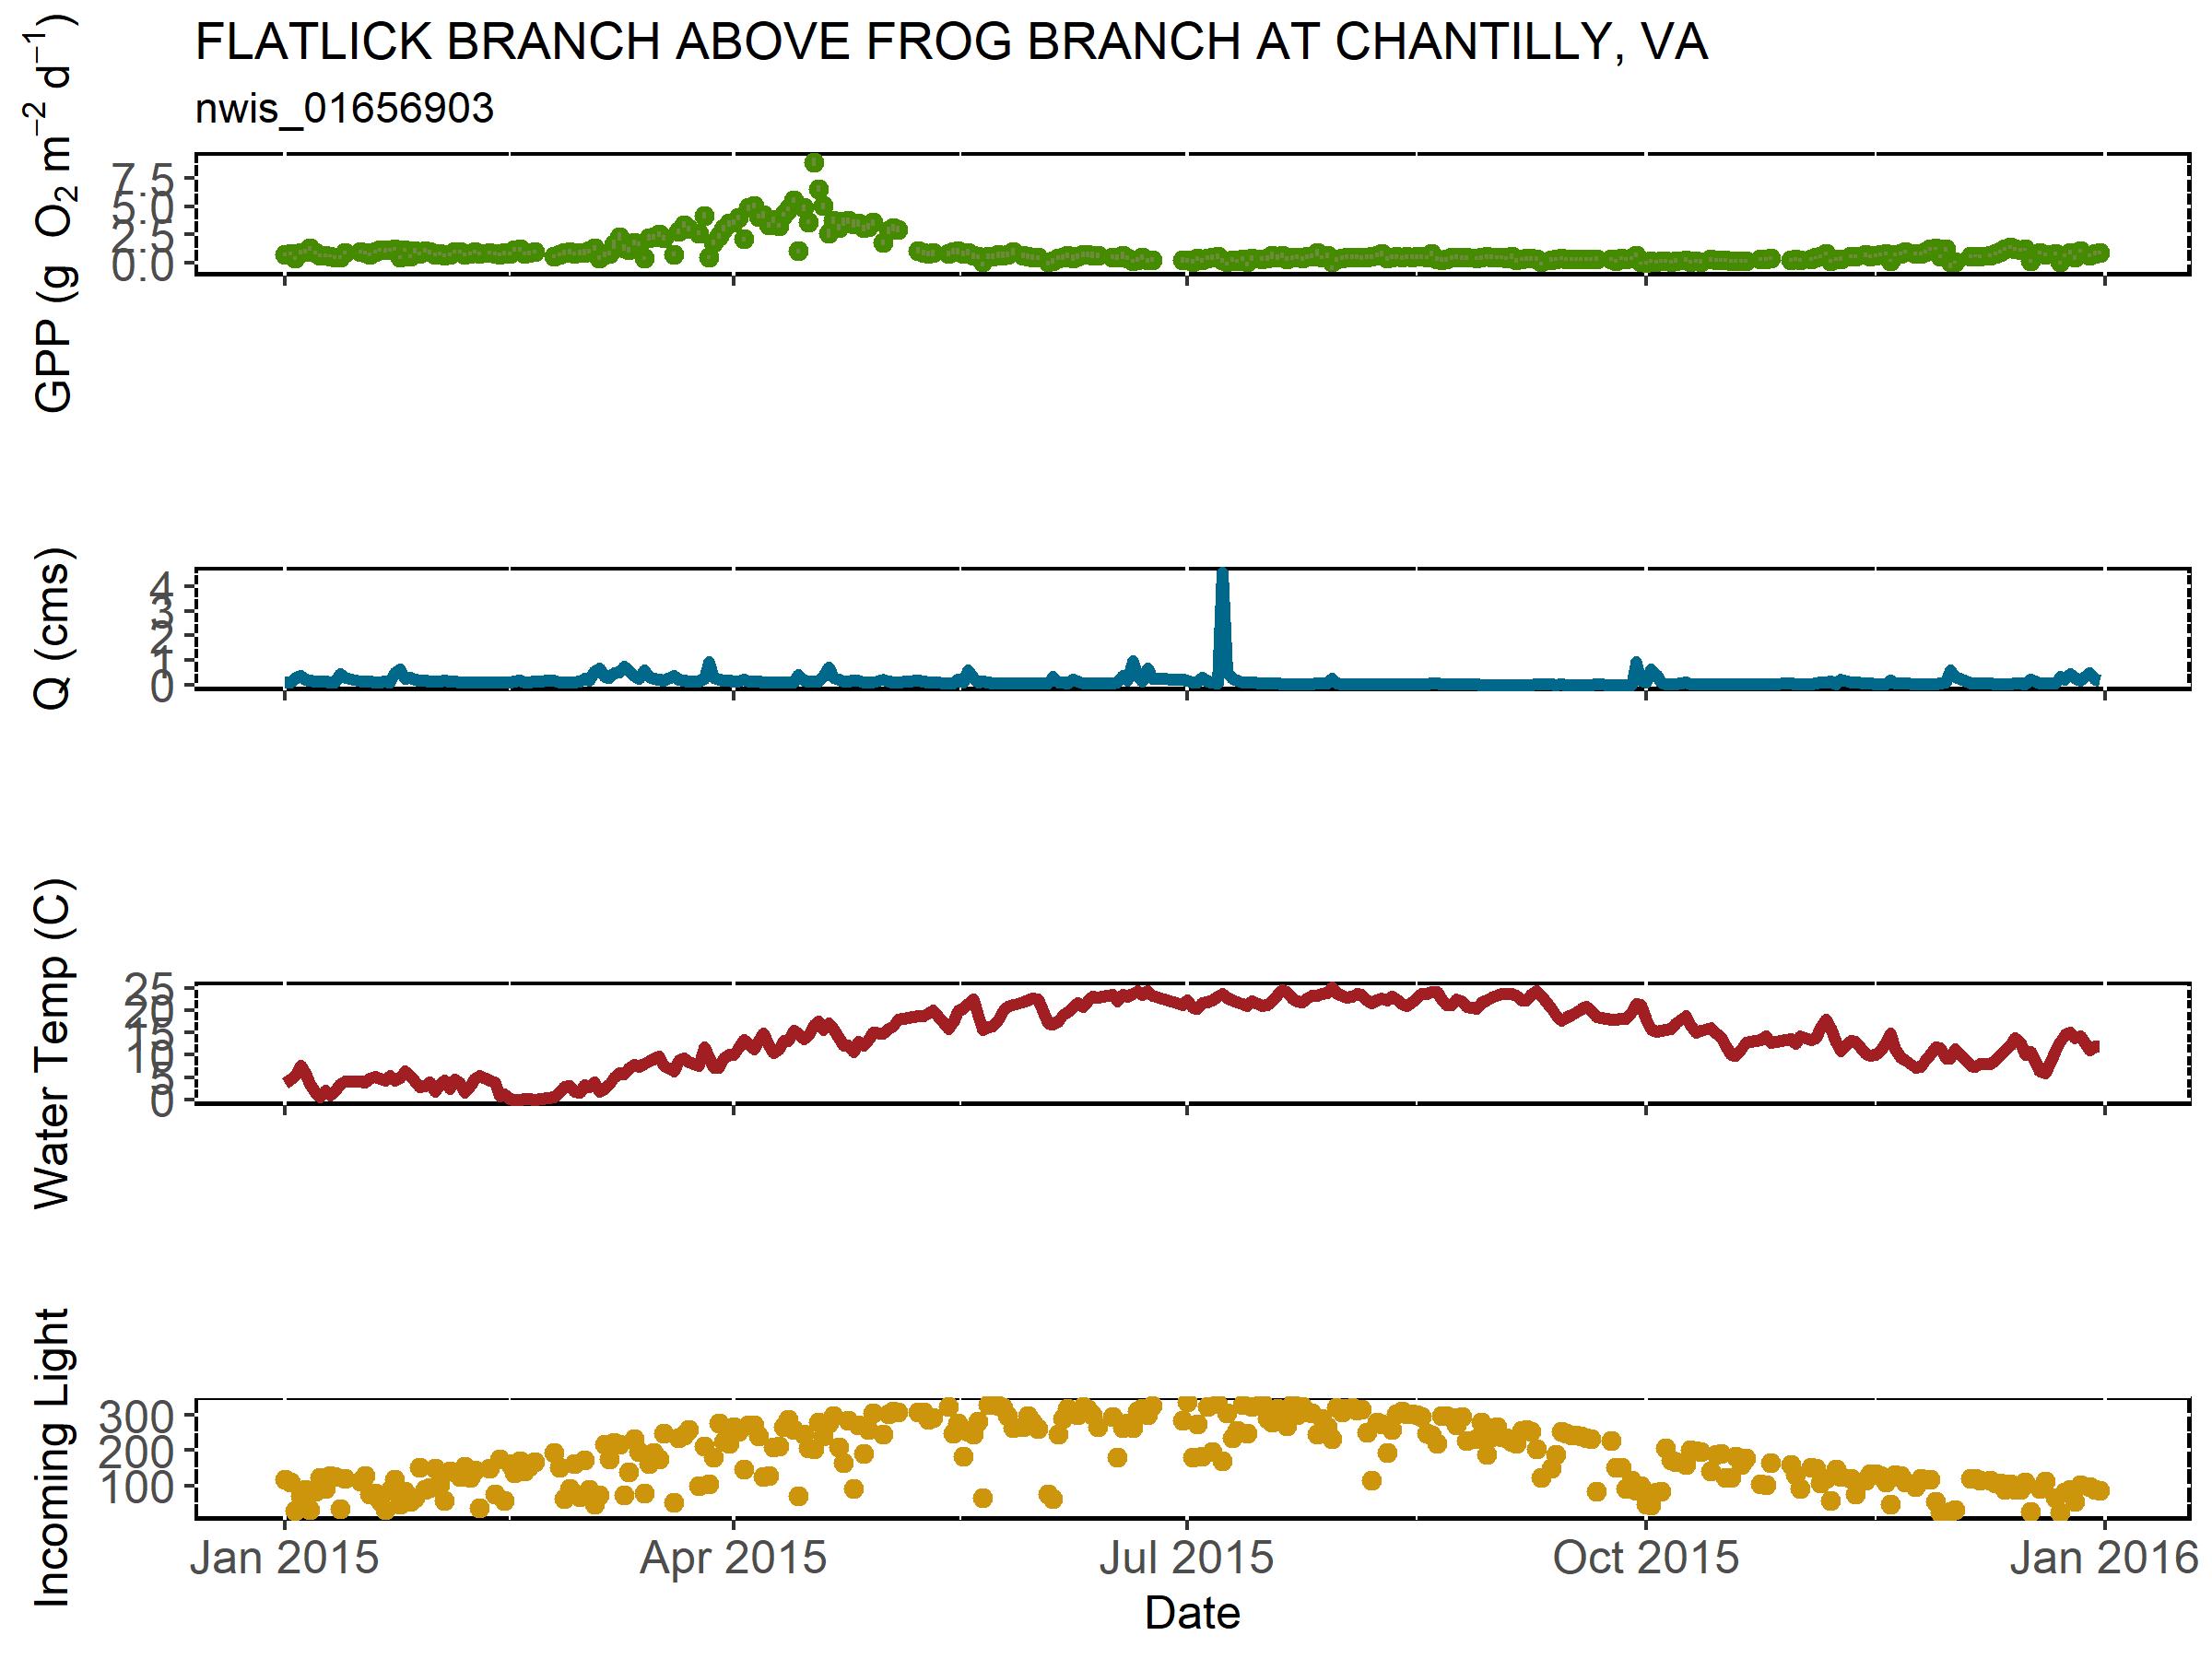 FLATLICK BRANCH ABOVE FROG BRANCH AT CHANTILLY, VA
nwis_01656903
GPP (g O₂ m⁻² d⁻¹)
7.5
5.0
2.5
0.0
Q (cms)
4
3
2
1
0
Water Temp (C)
25
20
15
10
5
0
Incoming Light
300
200
100
Jan 2015 Apr 2015 Jul 2015 Oct 2015 Jan 2016
Date